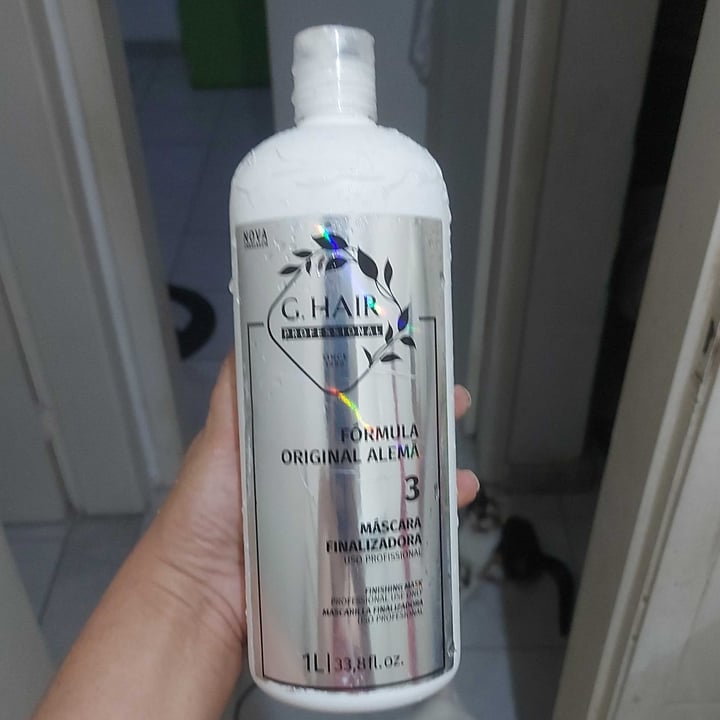 NOVA
G. HAIR
PROFESSIONAL
SINCE
FÓRMULA
ORIGINAL ALEMÃ
3
MÁSCARA
FINALIZADORA
USO PROFISSIONAL
FINISHING MASK
PROFESSIONAL USE ONLY
MASCARILLA FINALIZADORA
USO PROFESIONAL
1L | 33,8fl.oz.